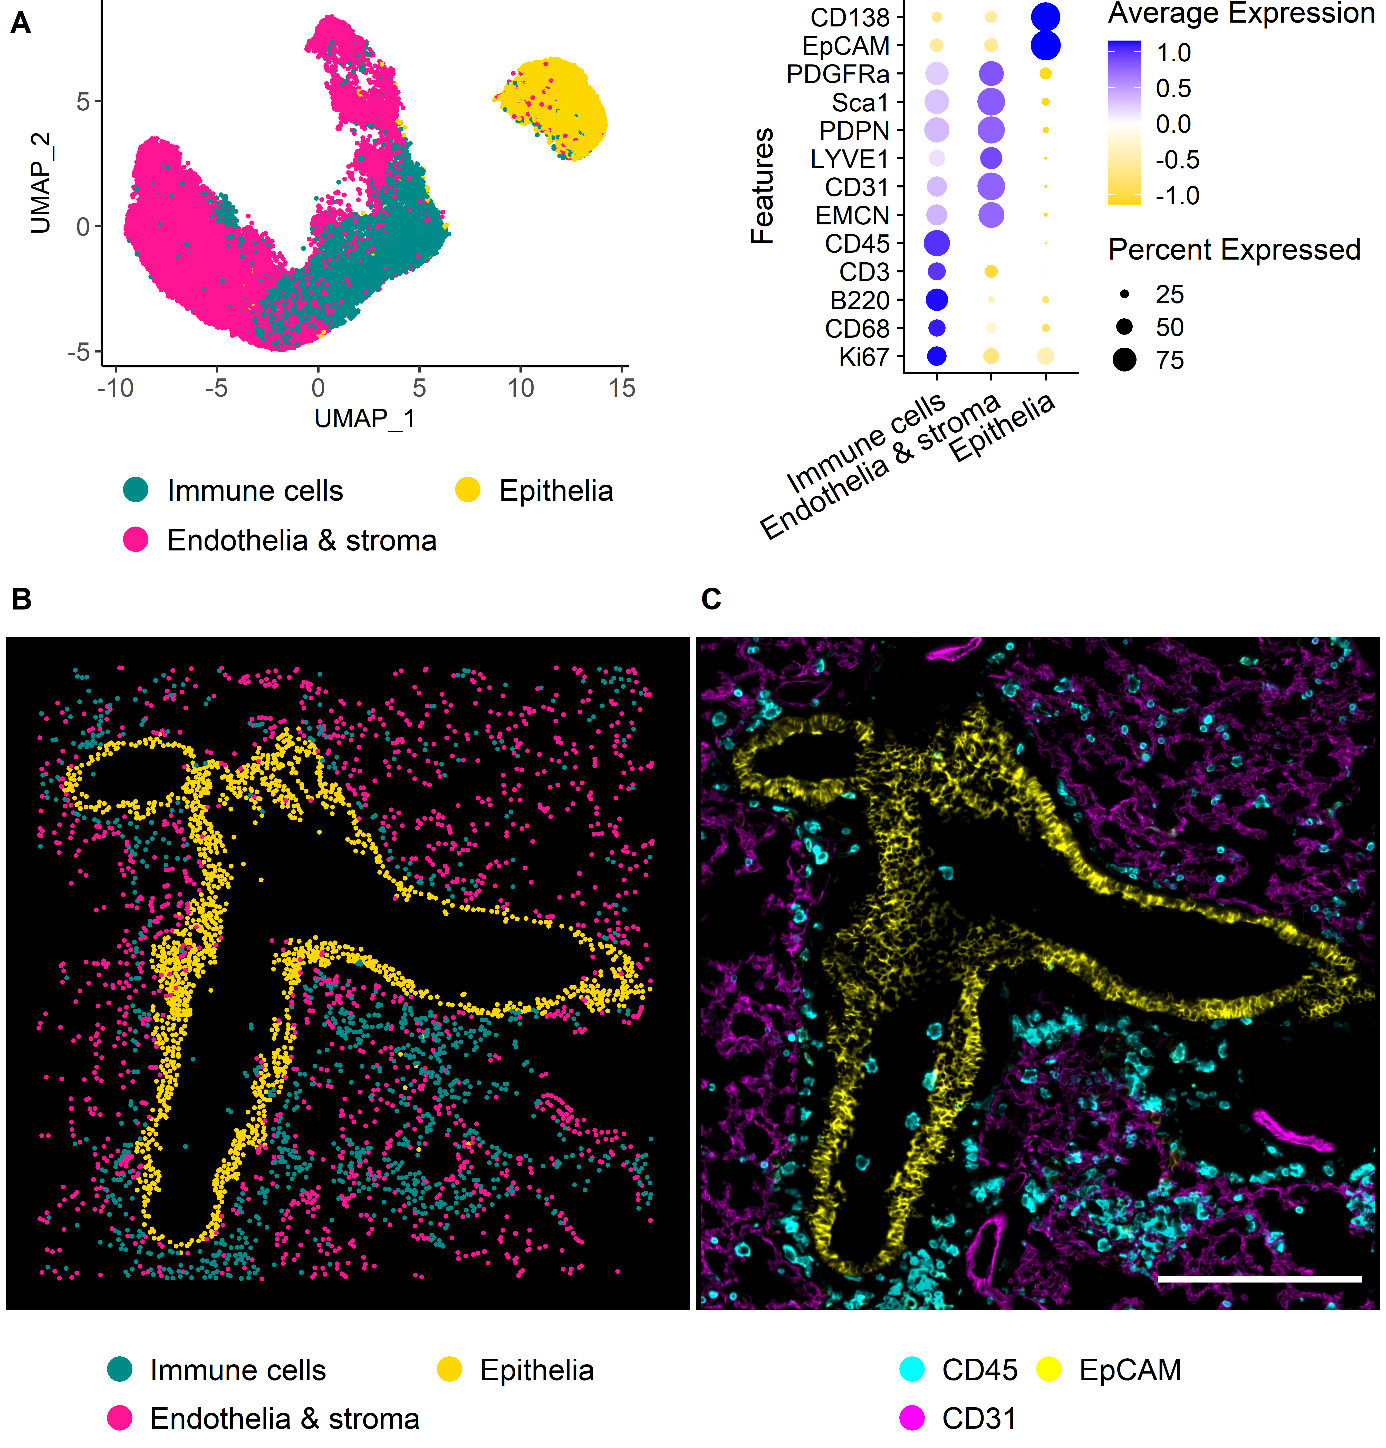 A
5
0
-5
UMAP_2
-10 -5 0 5 10 15
UMAP_1
Immune cells
Epithelia
Endothelia & stroma
Features
CD138
EpCAM
PDGFRa
Sca1
PDPN
LYVE1
CD31
EMCN
CD45
CD3
B220
CD68
Ki67
Immune cells
Endothelia & stroma
Epithelia
Average Expression
1.0
0.5
0.0
-0.5
-1.0
Percent Expressed
25
50
75
B
Immune cells
Epithelia
Endothelia & stroma
C
CD45
EpCAM
CD31